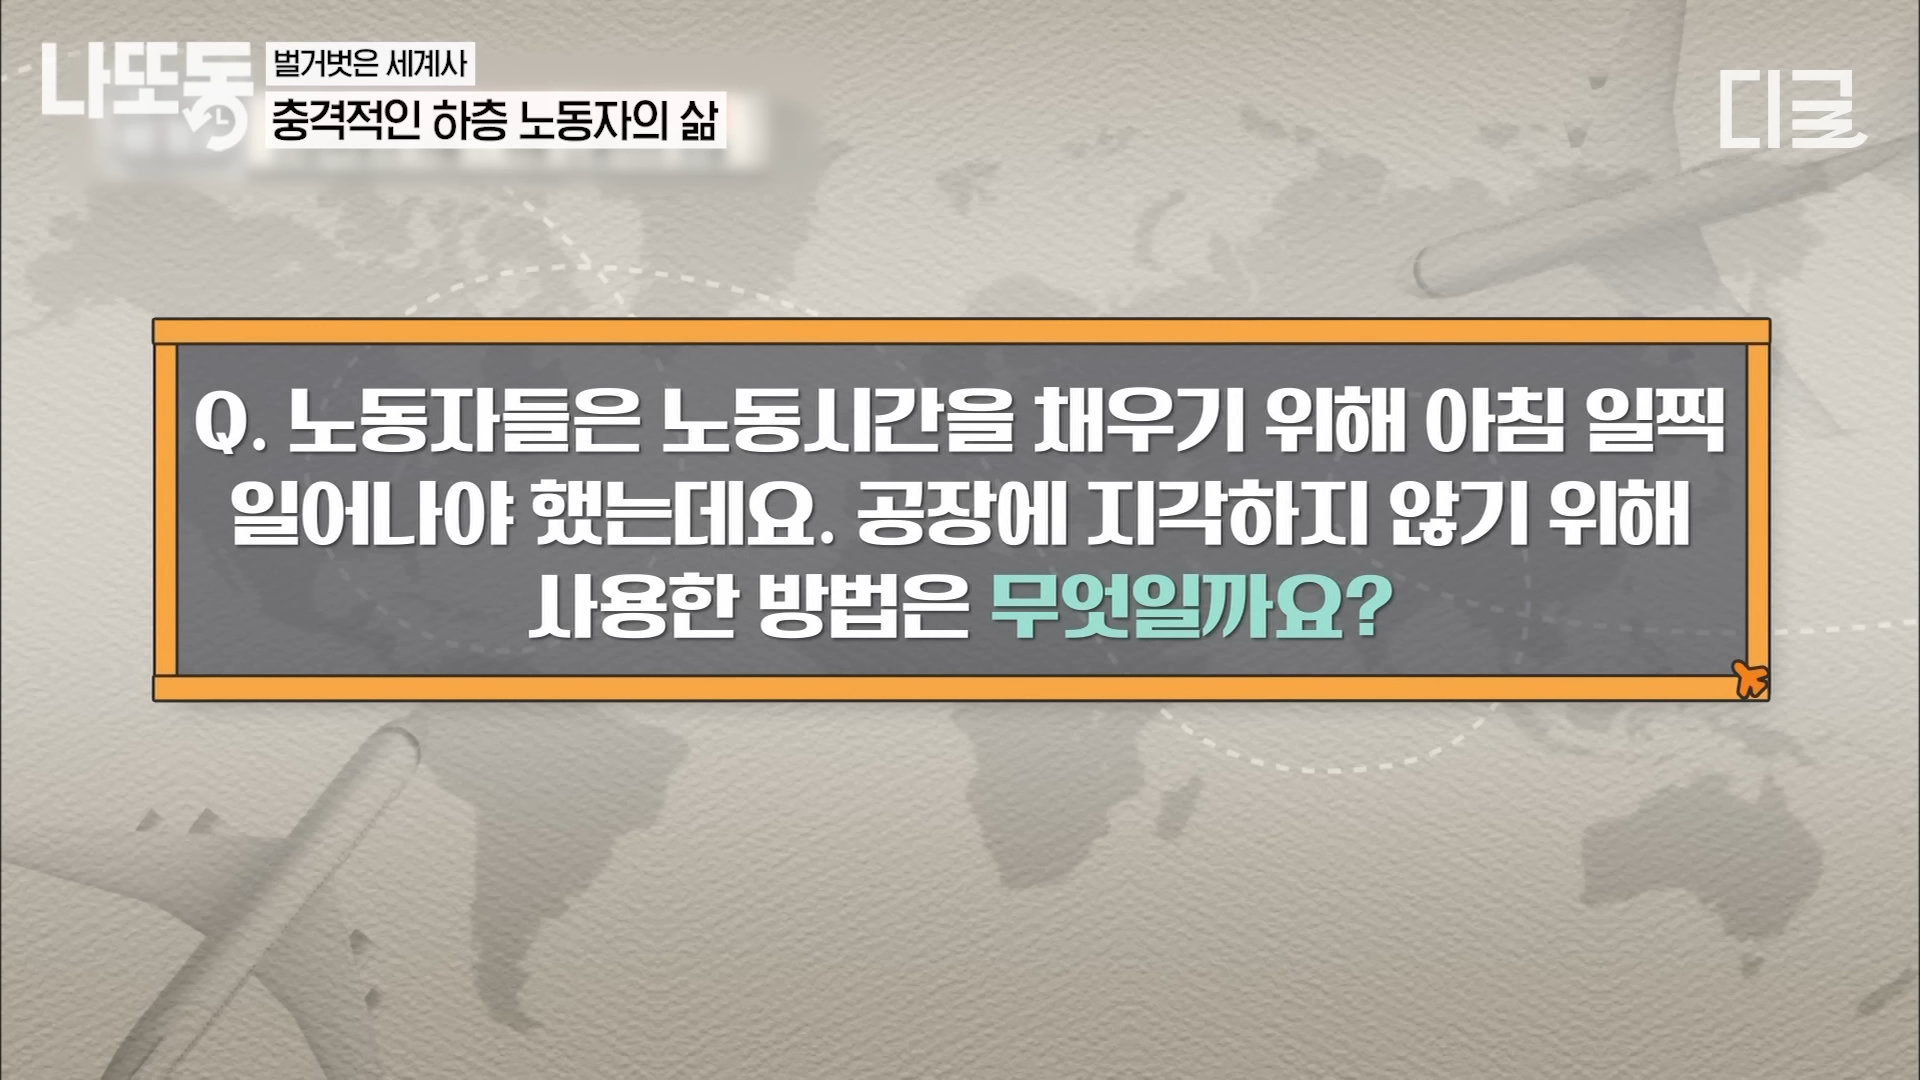 나또동
벌거벗은 세계사
충격적인 하층 노동자의 삶
디글
Q. 노동자들은 노동시간을 채우기 위해 아침 일찍
일어나야 했는데요. 공장에 지각하지 않기 위해
사용한 방법은 무엇일까요?